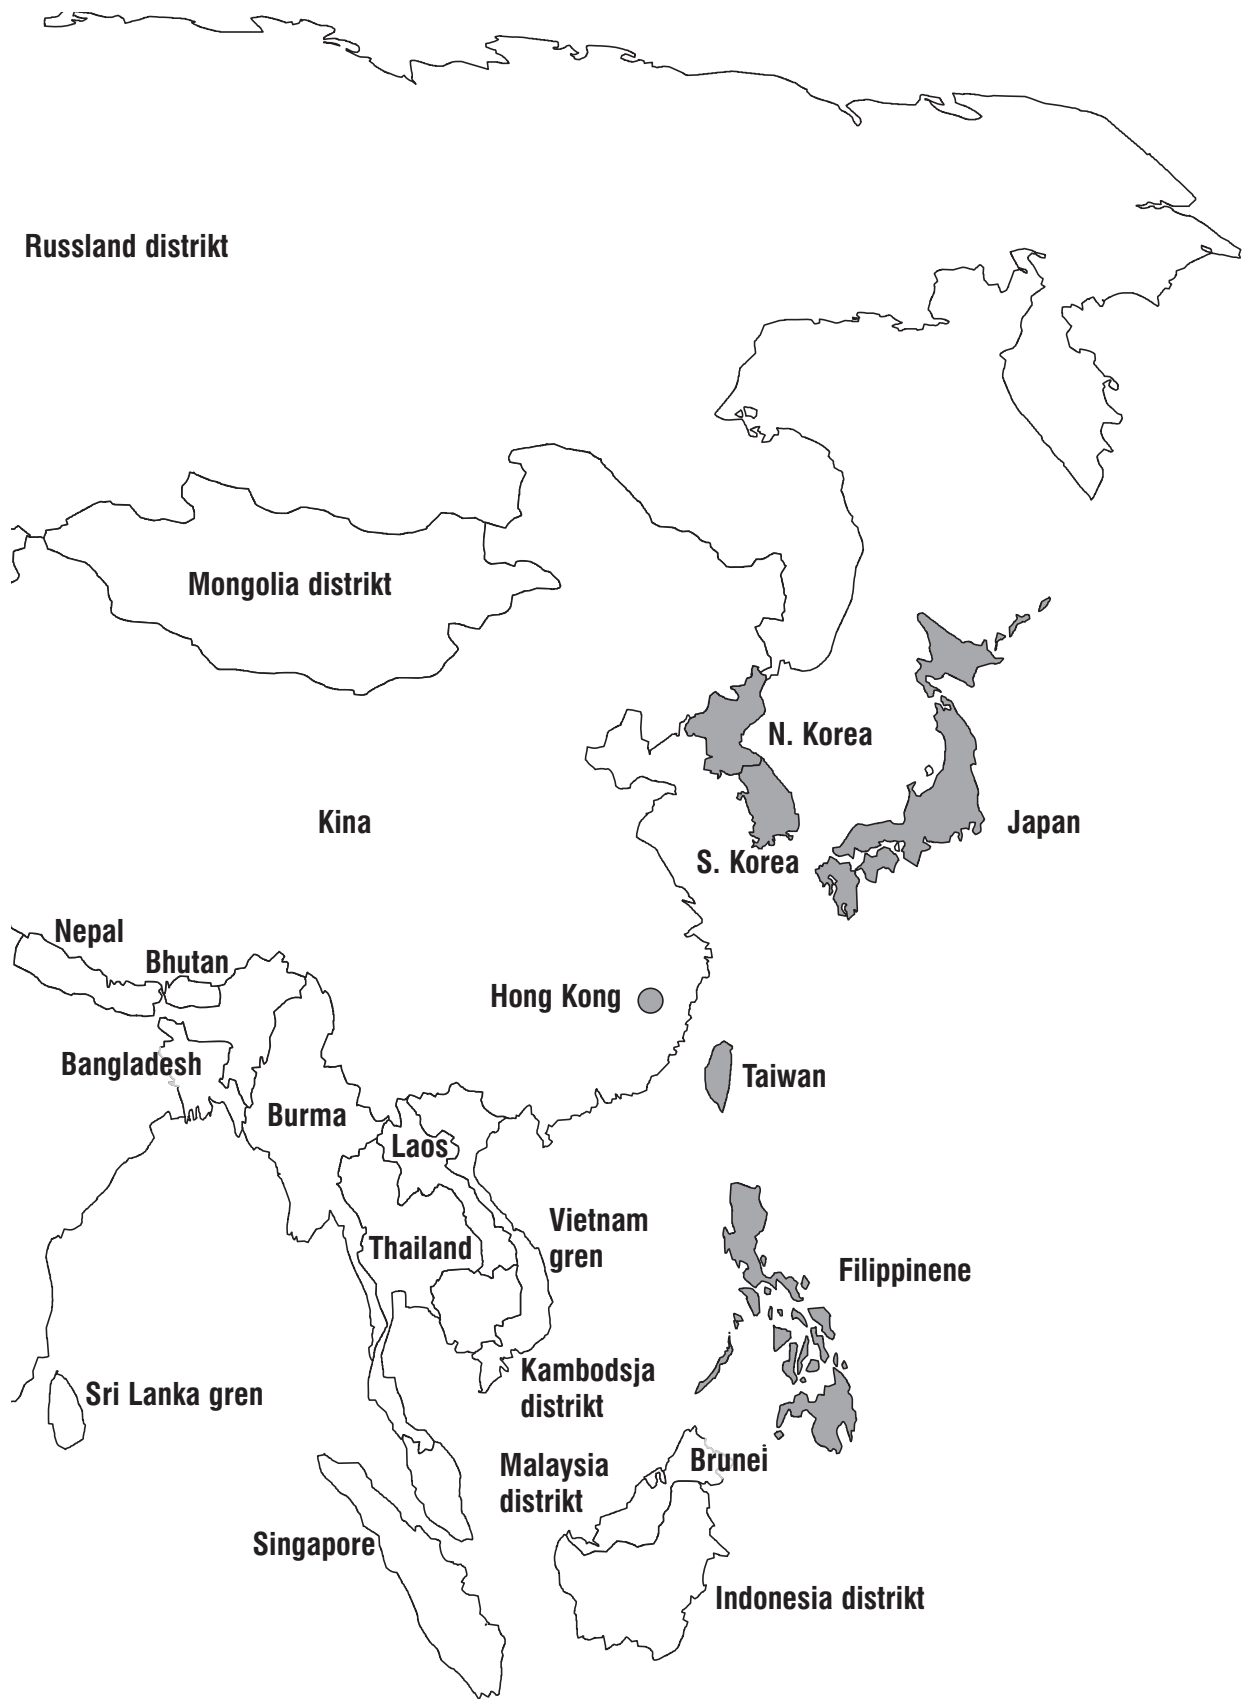 Russland distrikt
Mongolia distrikt
N. Korea
Kina
Japan
S. Korea
Nepal
Bhutan
Hong Kong
Bangladesh
Taiwan
Burma
Laos
Vietnam
gren
Thailand
Filippinene
Kambodsja
distrikt
Sri Lanka gren
Brunei
Malaysia
distrikt
Singapore
Indonesia distrikt